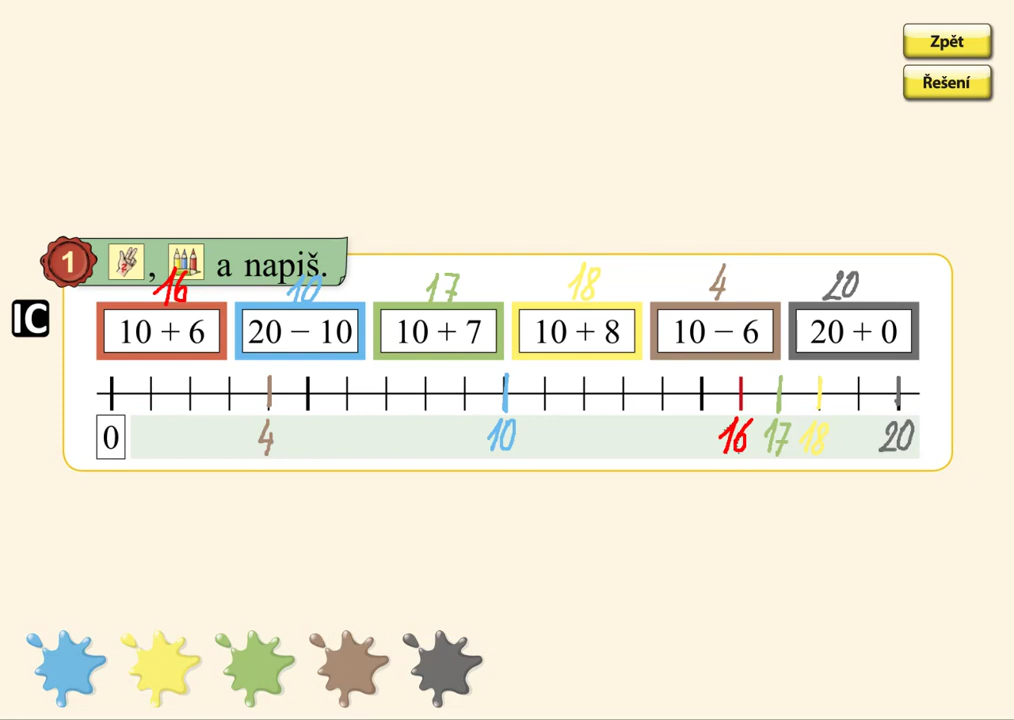 Zpět
Řešení
1 , a napiš.
16 10 17 18 4 20
IC
10 + 6 20 − 10 10 + 7 10 + 8 10 − 6 20 + 0
0 4 10 16 17 18 20